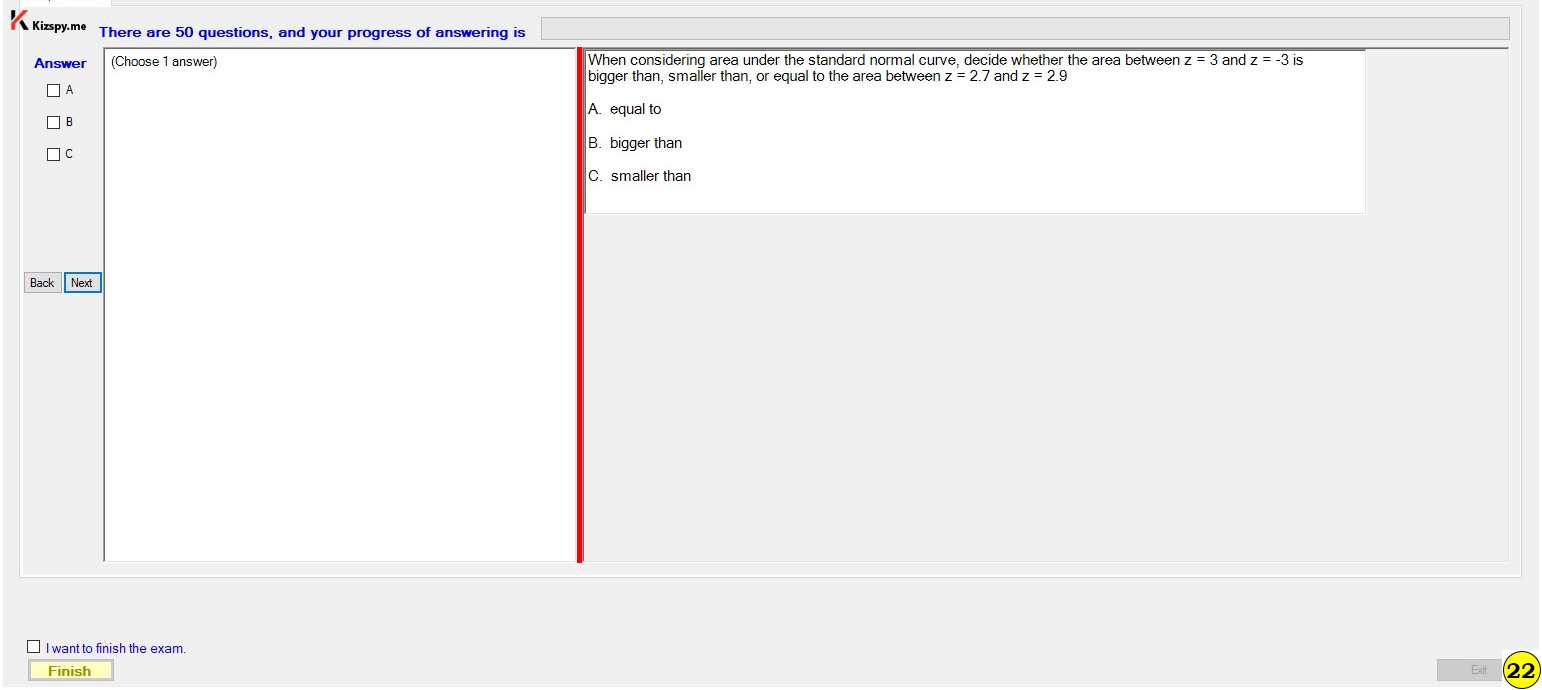 Kizspy.me
There are 50 questions, and your progress of answering is
Answer
(Choose 1 answer)
A
B
C
Back
Next
When considering area under the standard normal curve, decide whether the area between z = 3 and z = -3 is
bigger than, smaller than, or equal to the area between z = 2.7 and z = 2.9
A. equal to
B. bigger than
C. smaller than
I want to finish the exam.
Finish
Exit
22